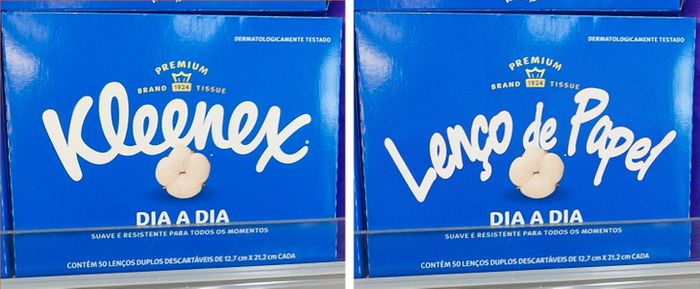 DERMATOLOGICAMENTE TESTADO
PREMIUM
BRAND 1924 TISSUE
Kleenex
DIA A DIA
SUAVE E RESISTENTE PARA TODOS OS MOMENTOS
CONTÉM 50 LENÇOS DUPLOS DESCARTÁVEIS DE 12,7 cm X 21,2 cm CADA
DERMATOLOGICAMENTE TESTADO
PREMIUM
BRAND 1924 TISSUE
Lenço de Papel
DIA A DIA
SUAVE E RESISTENTE PARA TODOS OS MOMENTOS
CONTÉM 50 LENÇOS DUPLOS DESCARTÁVEIS DE 12,7 cm X 21,2 cm CADA